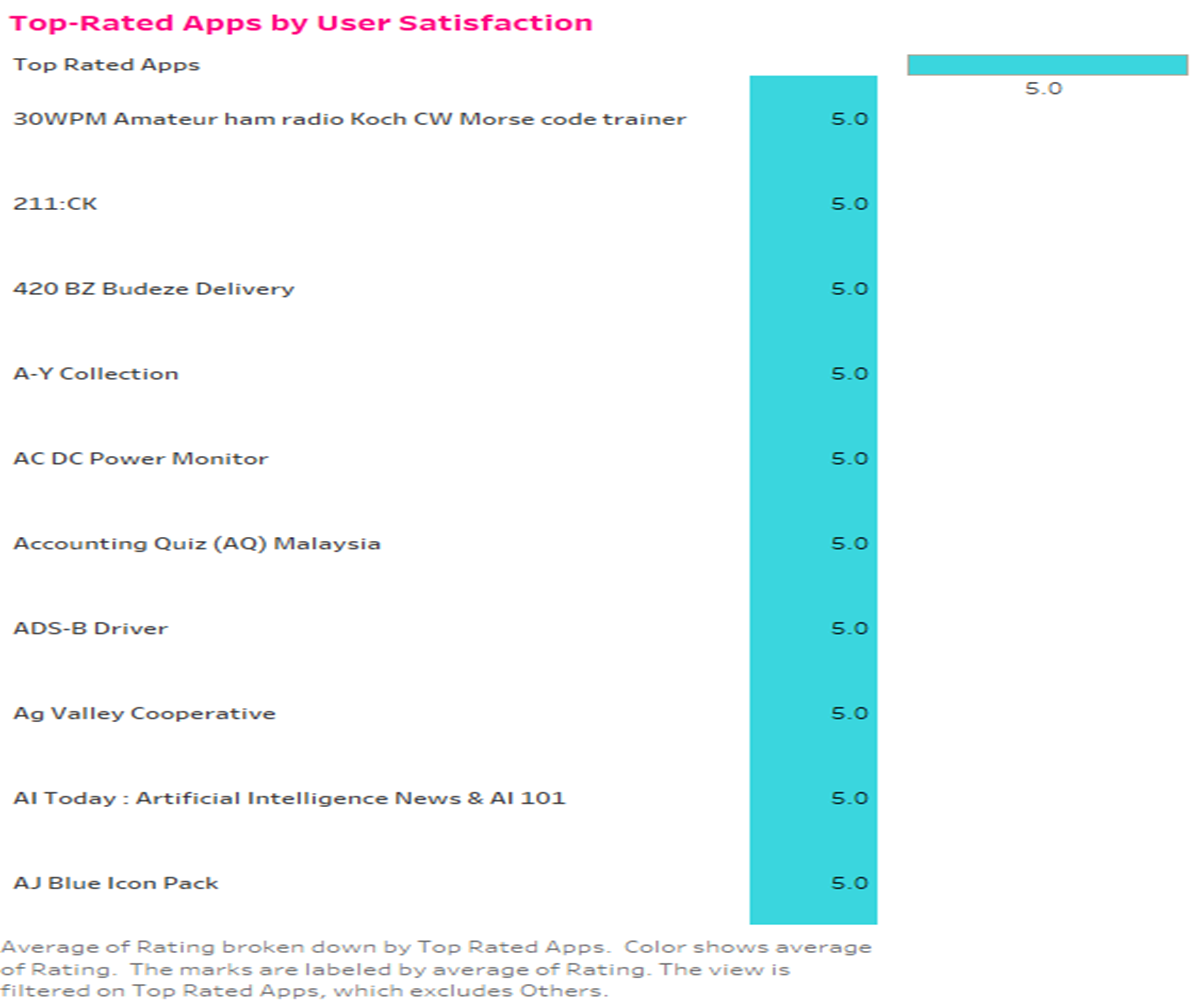 Top-Rated Apps by User Satisfaction
Top Rated Apps
5.0
30WPM Amateur ham radio Koch CW Morse code trainer 5.0
211:CK 5.0
420 BZ Budeze Delivery 5.0
A-Y Collection 5.0
AC DC Power Monitor 5.0
Accounting Quiz (AQ) Malaysia 5.0
ADS-B Driver 5.0
Ag Valley Cooperative 5.0
AI Today : Artificial Intelligence News & AI 101 5.0
AJ Blue Icon Pack 5.0
Average of Rating broken down by Top Rated Apps. Color shows average
of Rating. The marks are labeled by average of Rating. The view is
filtered on Top Rated Apps, which excludes Others.